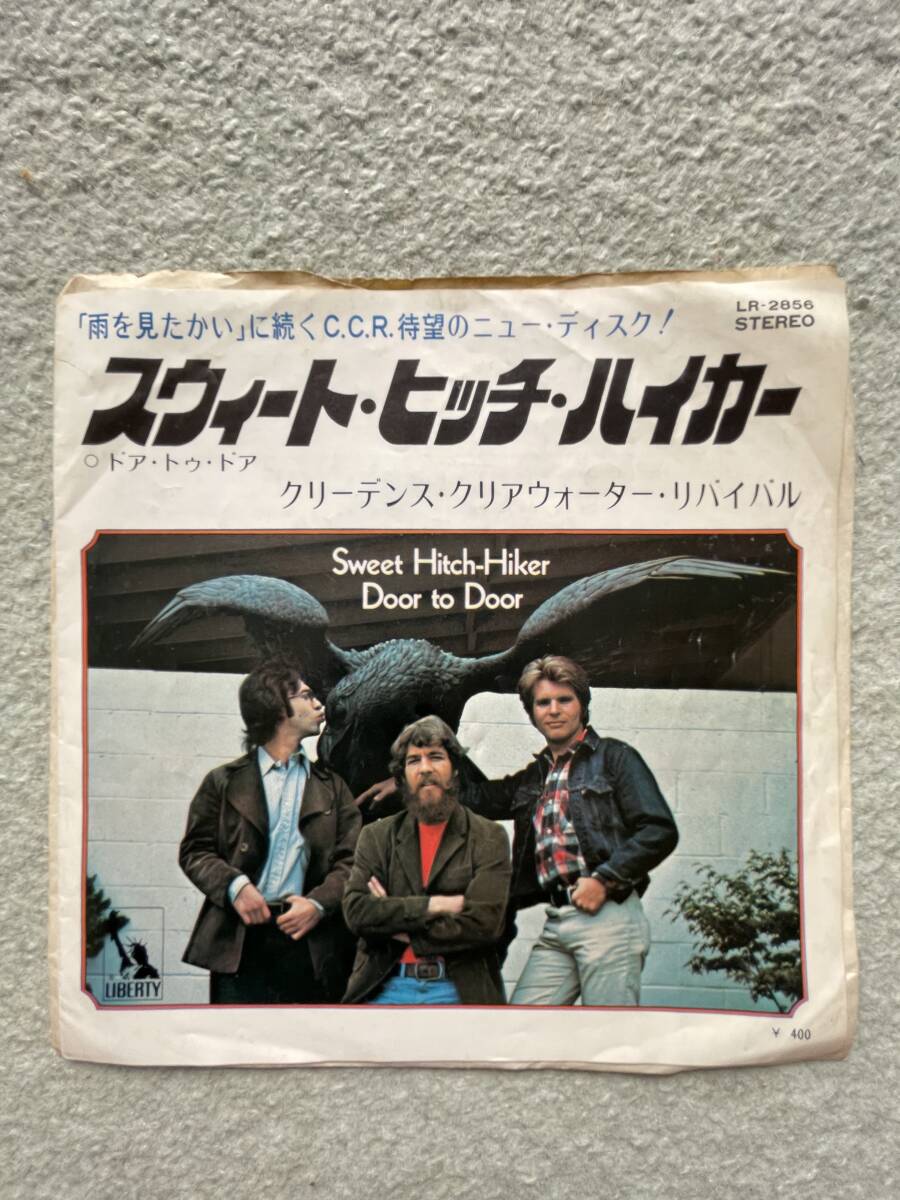 「雨を見たかい」に続くC.C.R.待望のニュー・ディスク!
LR-2856
STEREO
スウィート・ヒッチ・ハイカー
○ ドア・トゥ・ドア
クリーデンス・クリアウォーター・リバイバル
Sweet Hitch-Hiker
Door to Door
LIBERTY
¥ 400